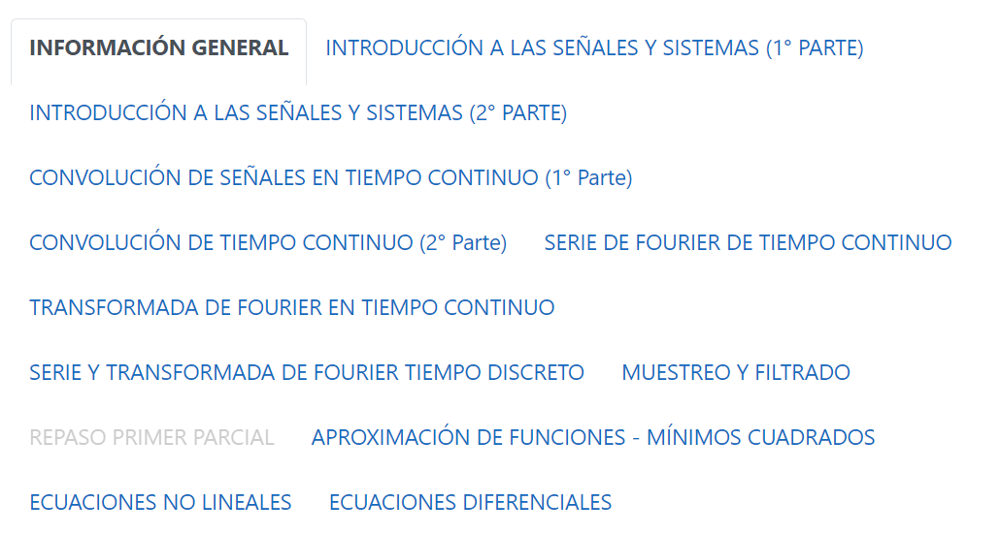 INFORMACIÓN GENERAL INTRODUCCIÓN A LAS SEÑALES Y SISTEMAS (1° PARTE)
INTRODUCCIÓN A LAS SEÑALES Y SISTEMAS (2° PARTE)
CONVOLUCIÓN DE SEÑALES EN TIEMPO CONTINUO (1° Parte)
CONVOLUCIÓN DE TIEMPO CONTINUO (2° Parte) SERIE DE FOURIER DE TIEMPO CONTINUO
TRANSFORMADA DE FOURIER EN TIEMPO CONTINUO
SERIE Y TRANSFORMADA DE FOURIER TIEMPO DISCRETO MUESTREO Y FILTRADO
REPASO PRIMER PARCIAL APROXIMACIÓN DE FUNCIONES - MÍNIMOS CUADRADOS
ECUACIONES NO LINEALES ECUACIONES DIFERENCIALES